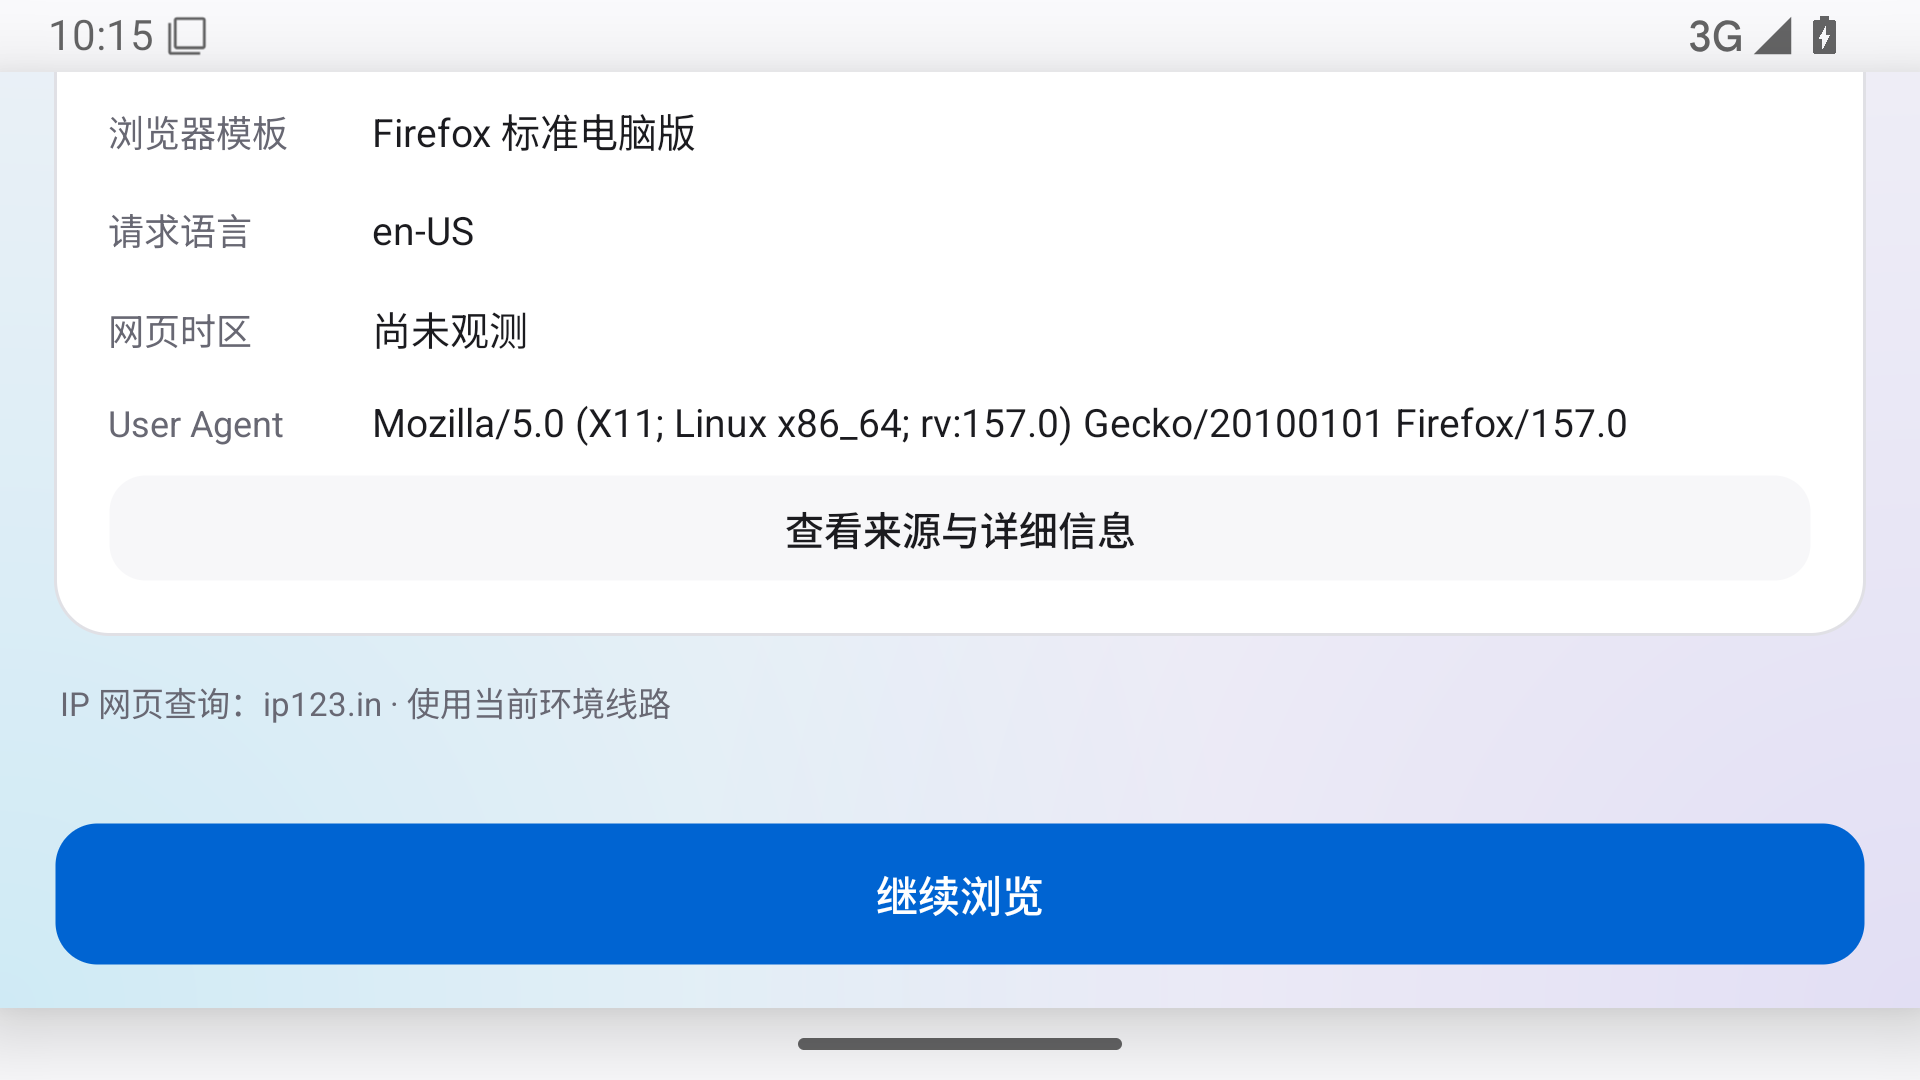 10:15
3G
浏览器模板 Firefox 标准电脑版
请求语言 en-US
网页时区 尚未观测
User Agent Mozilla/5.0 (X11; Linux x86_64; rv:157.0) Gecko/20100101 Firefox/157.0
查看来源与详细信息
IP 网页查询：ip123.in · 使用当前环境线路
继续浏览